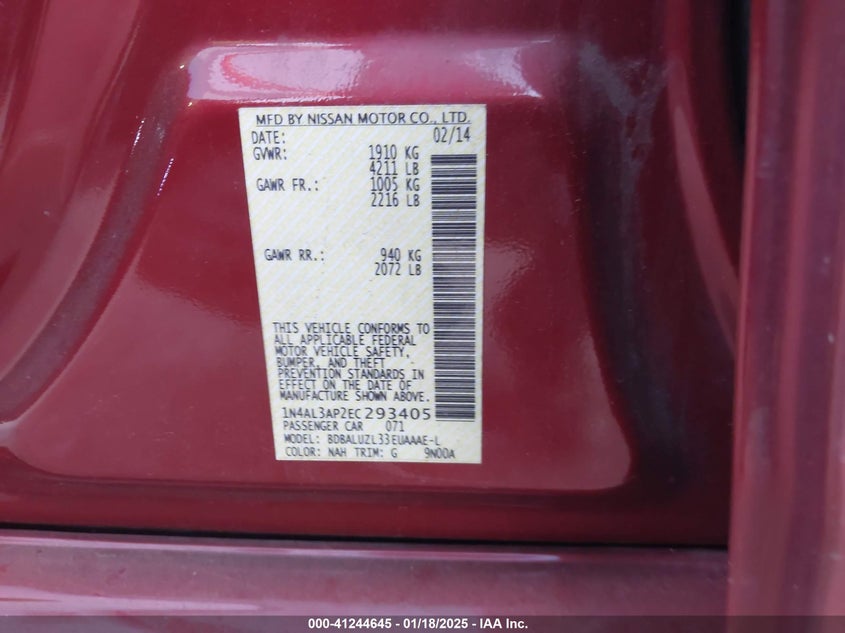 MFD BY NISSAN MOTOR CO., LTD.
DATE: 02/14
GVWR: 1910 KG
4211 LB
GAWR FR.: 1005 KG
2216 LB
GAWR RR.: 940 KG
2072 LB
THIS VEHICLE CONFORMS TO
ALL APPLICABLE FEDERAL
MOTOR VEHICLE SAFETY,
BUMPER, AND THEFT
PREVENTION STANDARDS IN
EFFECT ON THE DATE OF
MANUFACTURE SHOWN ABOVE.
1N4AL3AP2EC293405
PASSENGER CAR 071
MODEL: BDBALUZL33EUAAAE-L
COLOR: NAH TRIM: G 9N00A
000-41244645 - 01/18/2025 - IAA Inc.